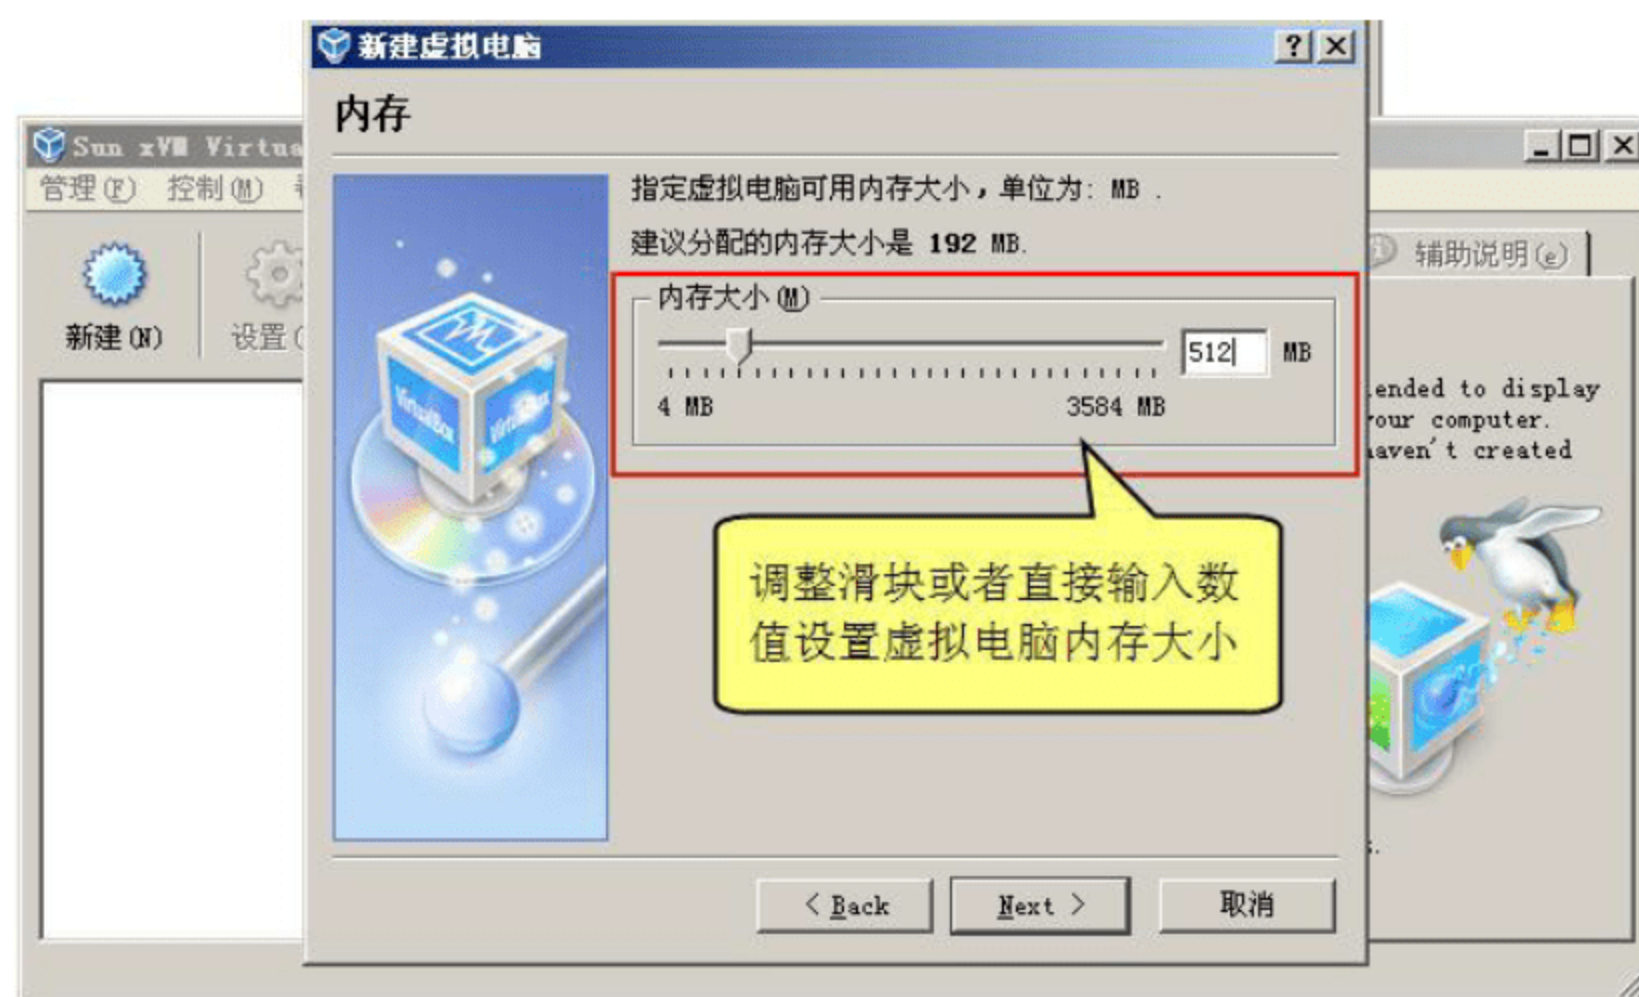 新建虚拟电脑
内存
Sun xVM Virtua
管理(F) 控制(M)
新建(N)
设置(
指定虚拟电脑可用内存大小，单位为: MB .
建议分配的内存大小是 192 MB.
内存大小(M)
512 MB
4 MB 3584 MB
调整滑块或者直接输入数
值设置虚拟电脑内存大小
VirtualBox
VirtualBox
< Back
Next >
取消
辅助说明(e)
ended to display
our computer.
aven't created